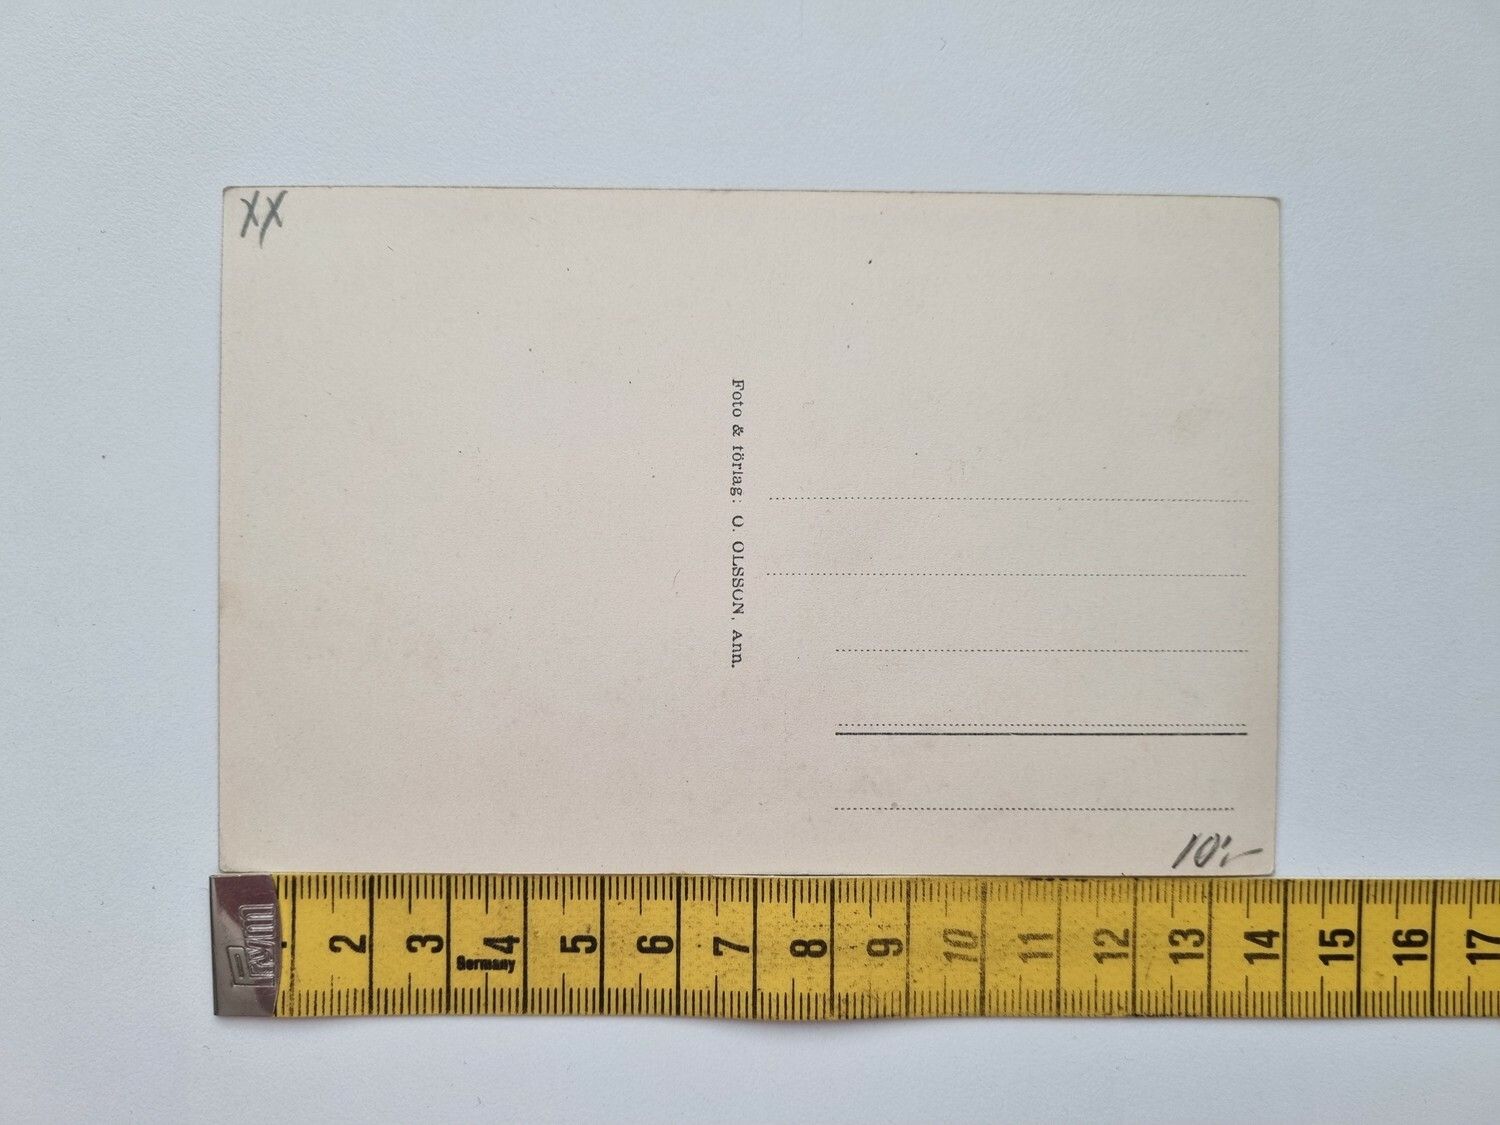 XX
Foto & förlag: O. OLSSON, Ann.
10:-
Prym
2 3 4 5 6 7 8 9 10 11 12 13 14 15 16 17
Germany